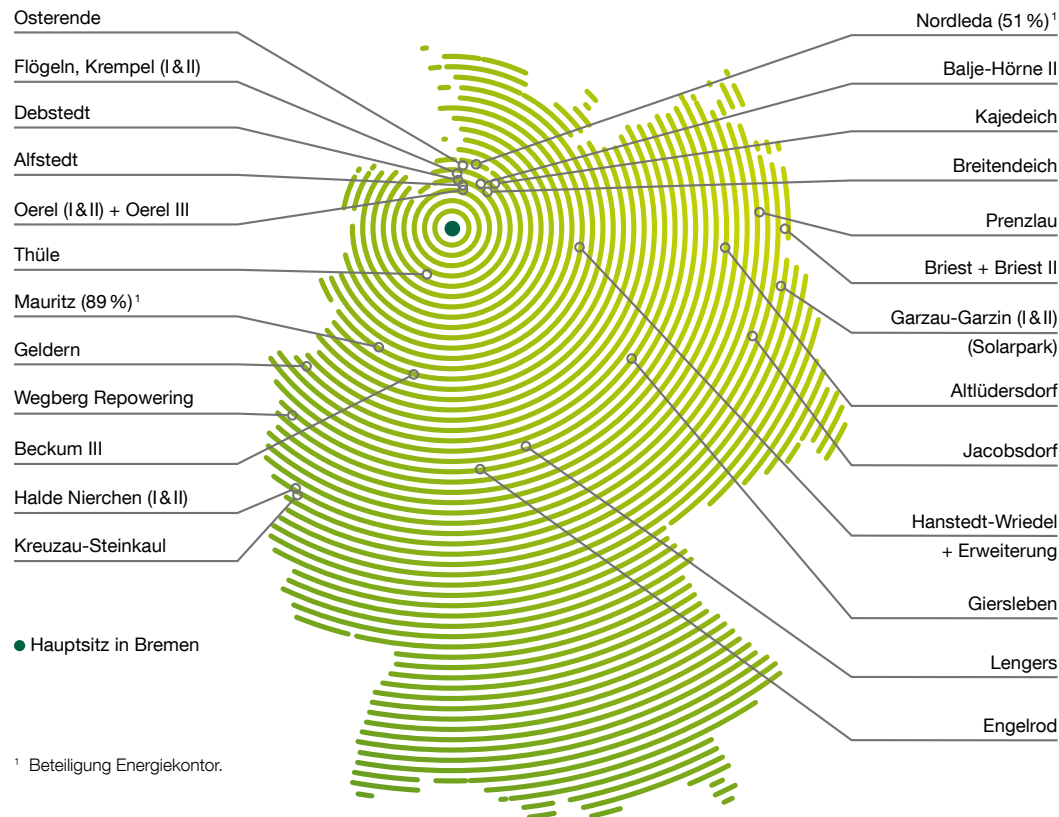 Osterende
Flögeln, Krempel (I & II)
Debstedt
Alfstedt
Oerel (I & II) + Oerel III
Thüle
Mauritz (89 %)¹
Geldern
Wegberg Repowering
Beckum III
Halde Nierchen (I & II)
Kreuzau-Steinkaul
Hauptsitz in Bremen
¹ Beteiligung Energiekontor.
Nordleda (51 %)¹
Balje-Hörne II
Kajedeich
Breitendeich
Prenzlau
Briest + Briest II
Garzau-Garzin (I & II)
(Solarpark)
Altlüdersdorf
Jacobsdorf
Hanstedt-Wriedel
+ Erweiterung
Giersleben
Lengers
Engelrod